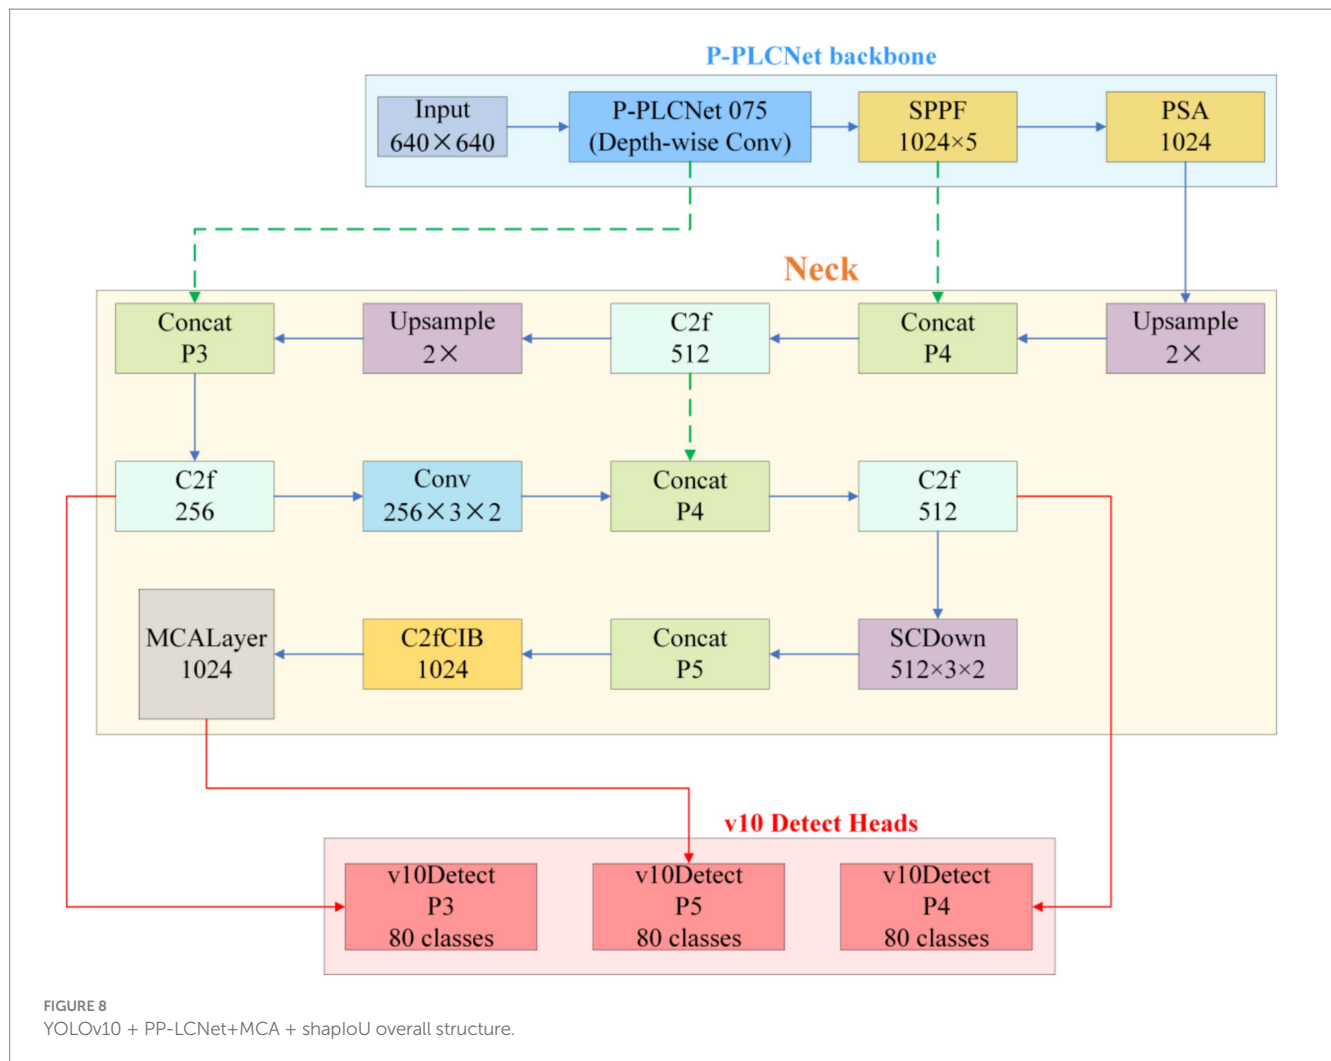 P-PLCNet backbone
Input
640×640
P-PLCNet 075
(Depth-wise Conv)
SPPF
1024×5
PSA
1024
Neck
Concat
P3
Upsample
2×
C2f
512
Concat
P4
Upsample
2×
C2f
256
Conv
256×3×2
Concat
P4
C2f
512
MCALayer
1024
C2fCIB
1024
Concat
P5
SCDown
512×3×2
v10 Detect Heads
v10Detect
P3
80 classes
v10Detect
P5
80 classes
v10Detect
P4
80 classes
FIGURE 8
YOLOv10 + PP-LCNet+MCA + shapIoU overall structure.